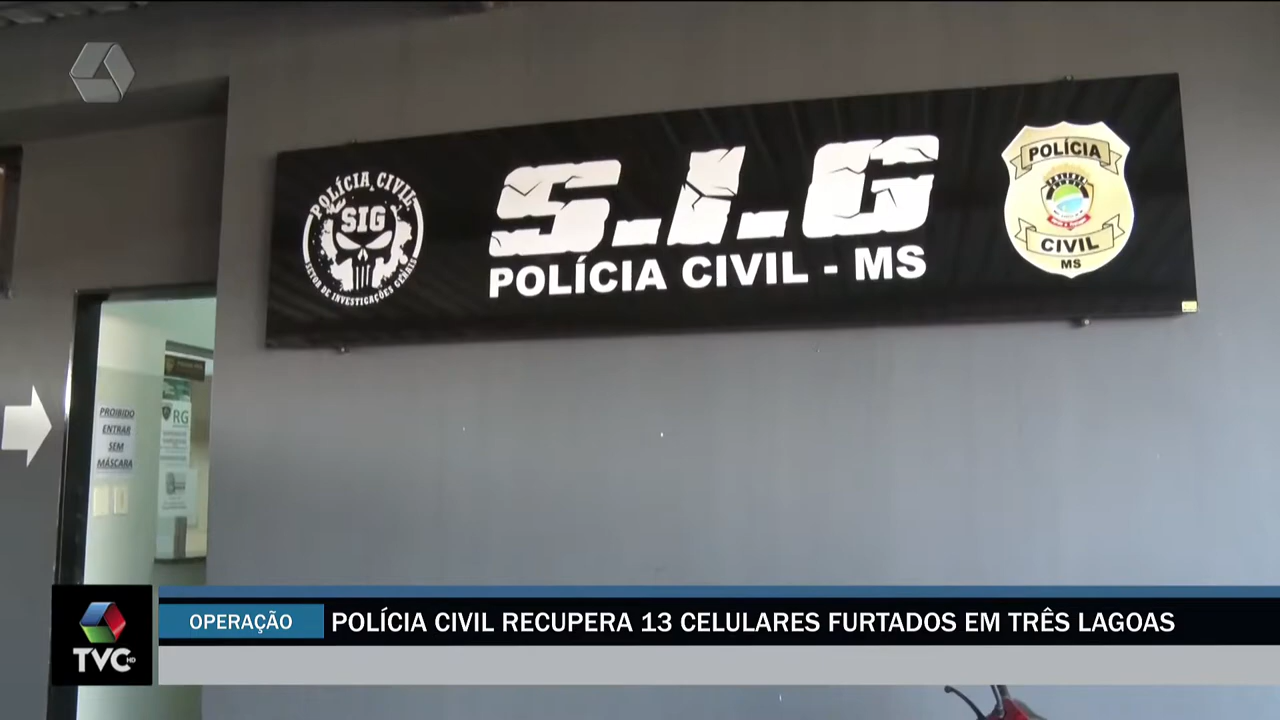 POLÍCIA CIVIL
SIG
SETOR DE INVESTIGAÇÕES GERAIS
S.I.G
POLÍCIA CIVIL - MS
POLÍCIA
CIVIL
MS
PROIBIDO
ENTRAR
SEM
MÁSCARA
RG
OPERAÇÃO
POLÍCIA CIVIL RECUPERA 13 CELULARES FURTADOS EM TRÊS LAGOAS
TVC HD